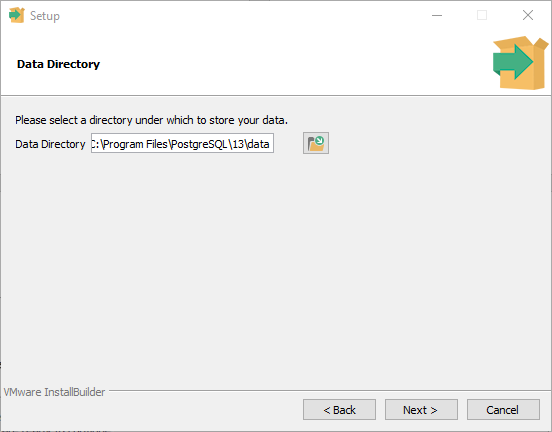 Setup
Data Directory
Please select a directory under which to store your data.
Data Directory C:\Program Files\PostgreSQL\13\data
VMware InstallBuilder
< Back Next > Cancel